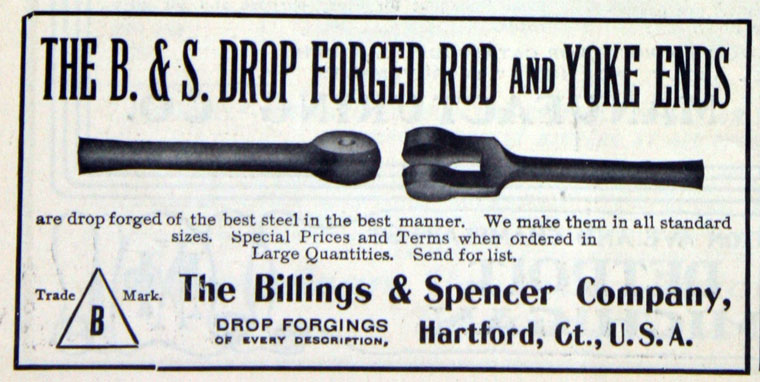 THE B. & S. DROP FORGED ROD AND YOKE ENDS
are drop forged of the best steel in the best manner. We make them in all standard
sizes. Special Prices and Terms when ordered in
Large Quantities. Send for list.
Trade B Mark.
The Billings & Spencer Company,
DROP FORGINGS
OF EVERY DESCRIPTION,
Hartford, Ct., U.S.A.